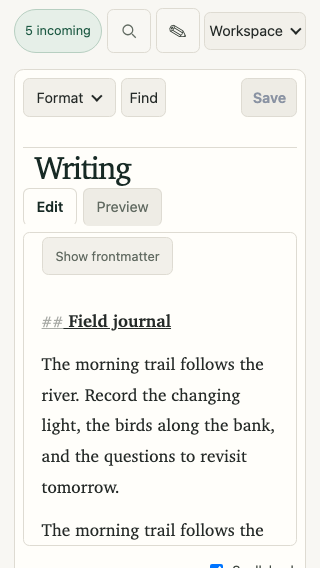 5 incoming
Workspace
Format
Find
Save
Writing
Edit
Preview
Show frontmatter
## Field journal
The morning trail follows the
river. Record the changing
light, the birds along the bank,
and the questions to revisit
tomorrow.
The morning trail follows the